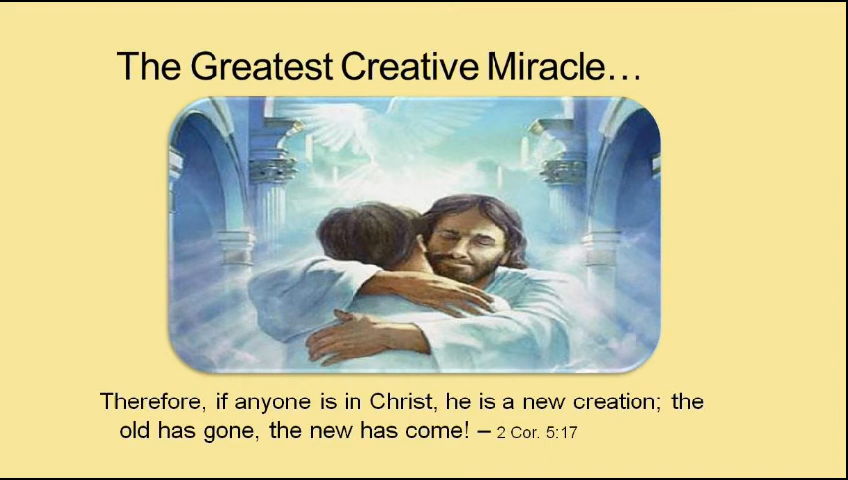 The Greatest Creative Miracle…
Therefore, if anyone is in Christ, he is a new creation; the
old has gone, the new has come! – 2 Cor. 5:17